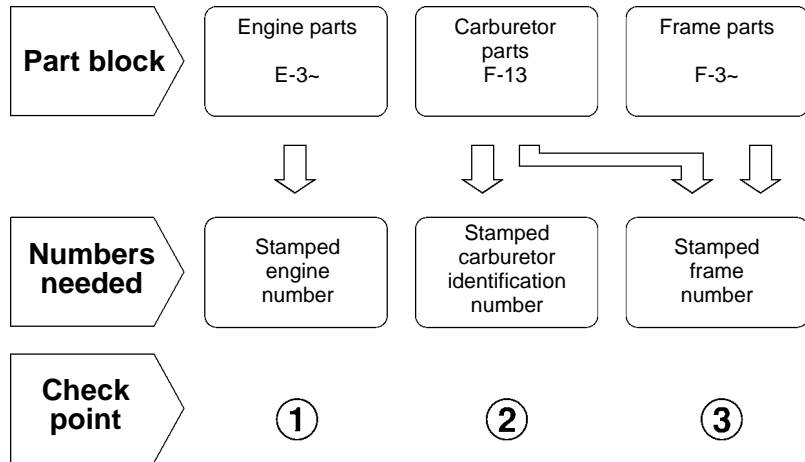 Part block
Engine parts
E-3~
Carburetor
parts
F-13
Frame parts
F-3~
Numbers
needed
Stamped
engine
number
Stamped
carburetor
identification
number
Stamped
frame
number
Check
point
1
2
3